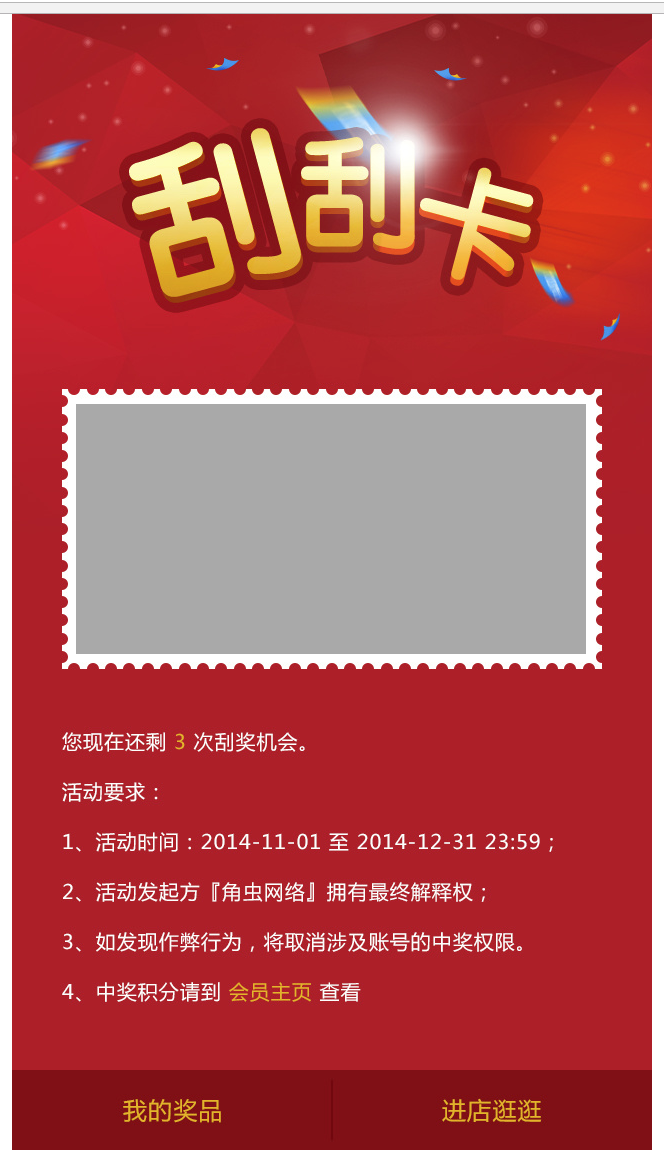 刮刮卡
您现在还剩 3 次刮奖机会。
活动要求：
1、活动时间：2014-11-01 至 2014-12-31 23:59；
2、活动发起方『角虫网络』拥有最终解释权；
3、如发现作弊行为，将取消涉及账号的中奖权限。
4、中奖积分请到 会员主页 查看
我的奖品
进店逛逛